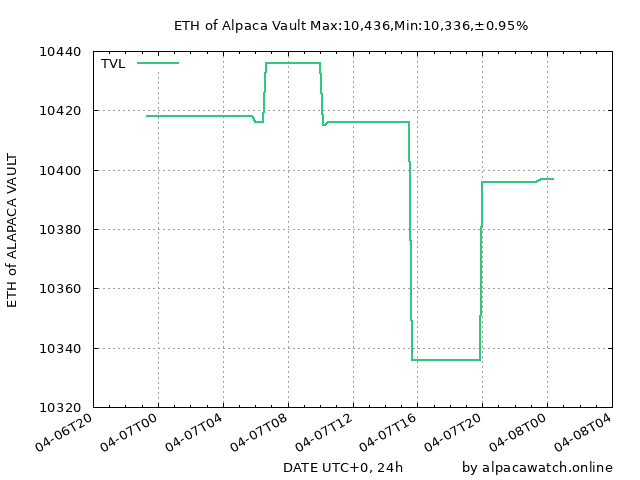 ETH of Alpaca Vault Max:10,436,Min:10,336,±0.95%
TVL
10440
10420
10400
10380
10360
10340
10320
ETH of ALAPACA VAULT
04-06T20
04-07T00
04-07T04
04-07T08
04-07T12
04-07T16
04-07T20
04-08T00
04-08T04
DATE UTC+0, 24h
by alpacawatch.online